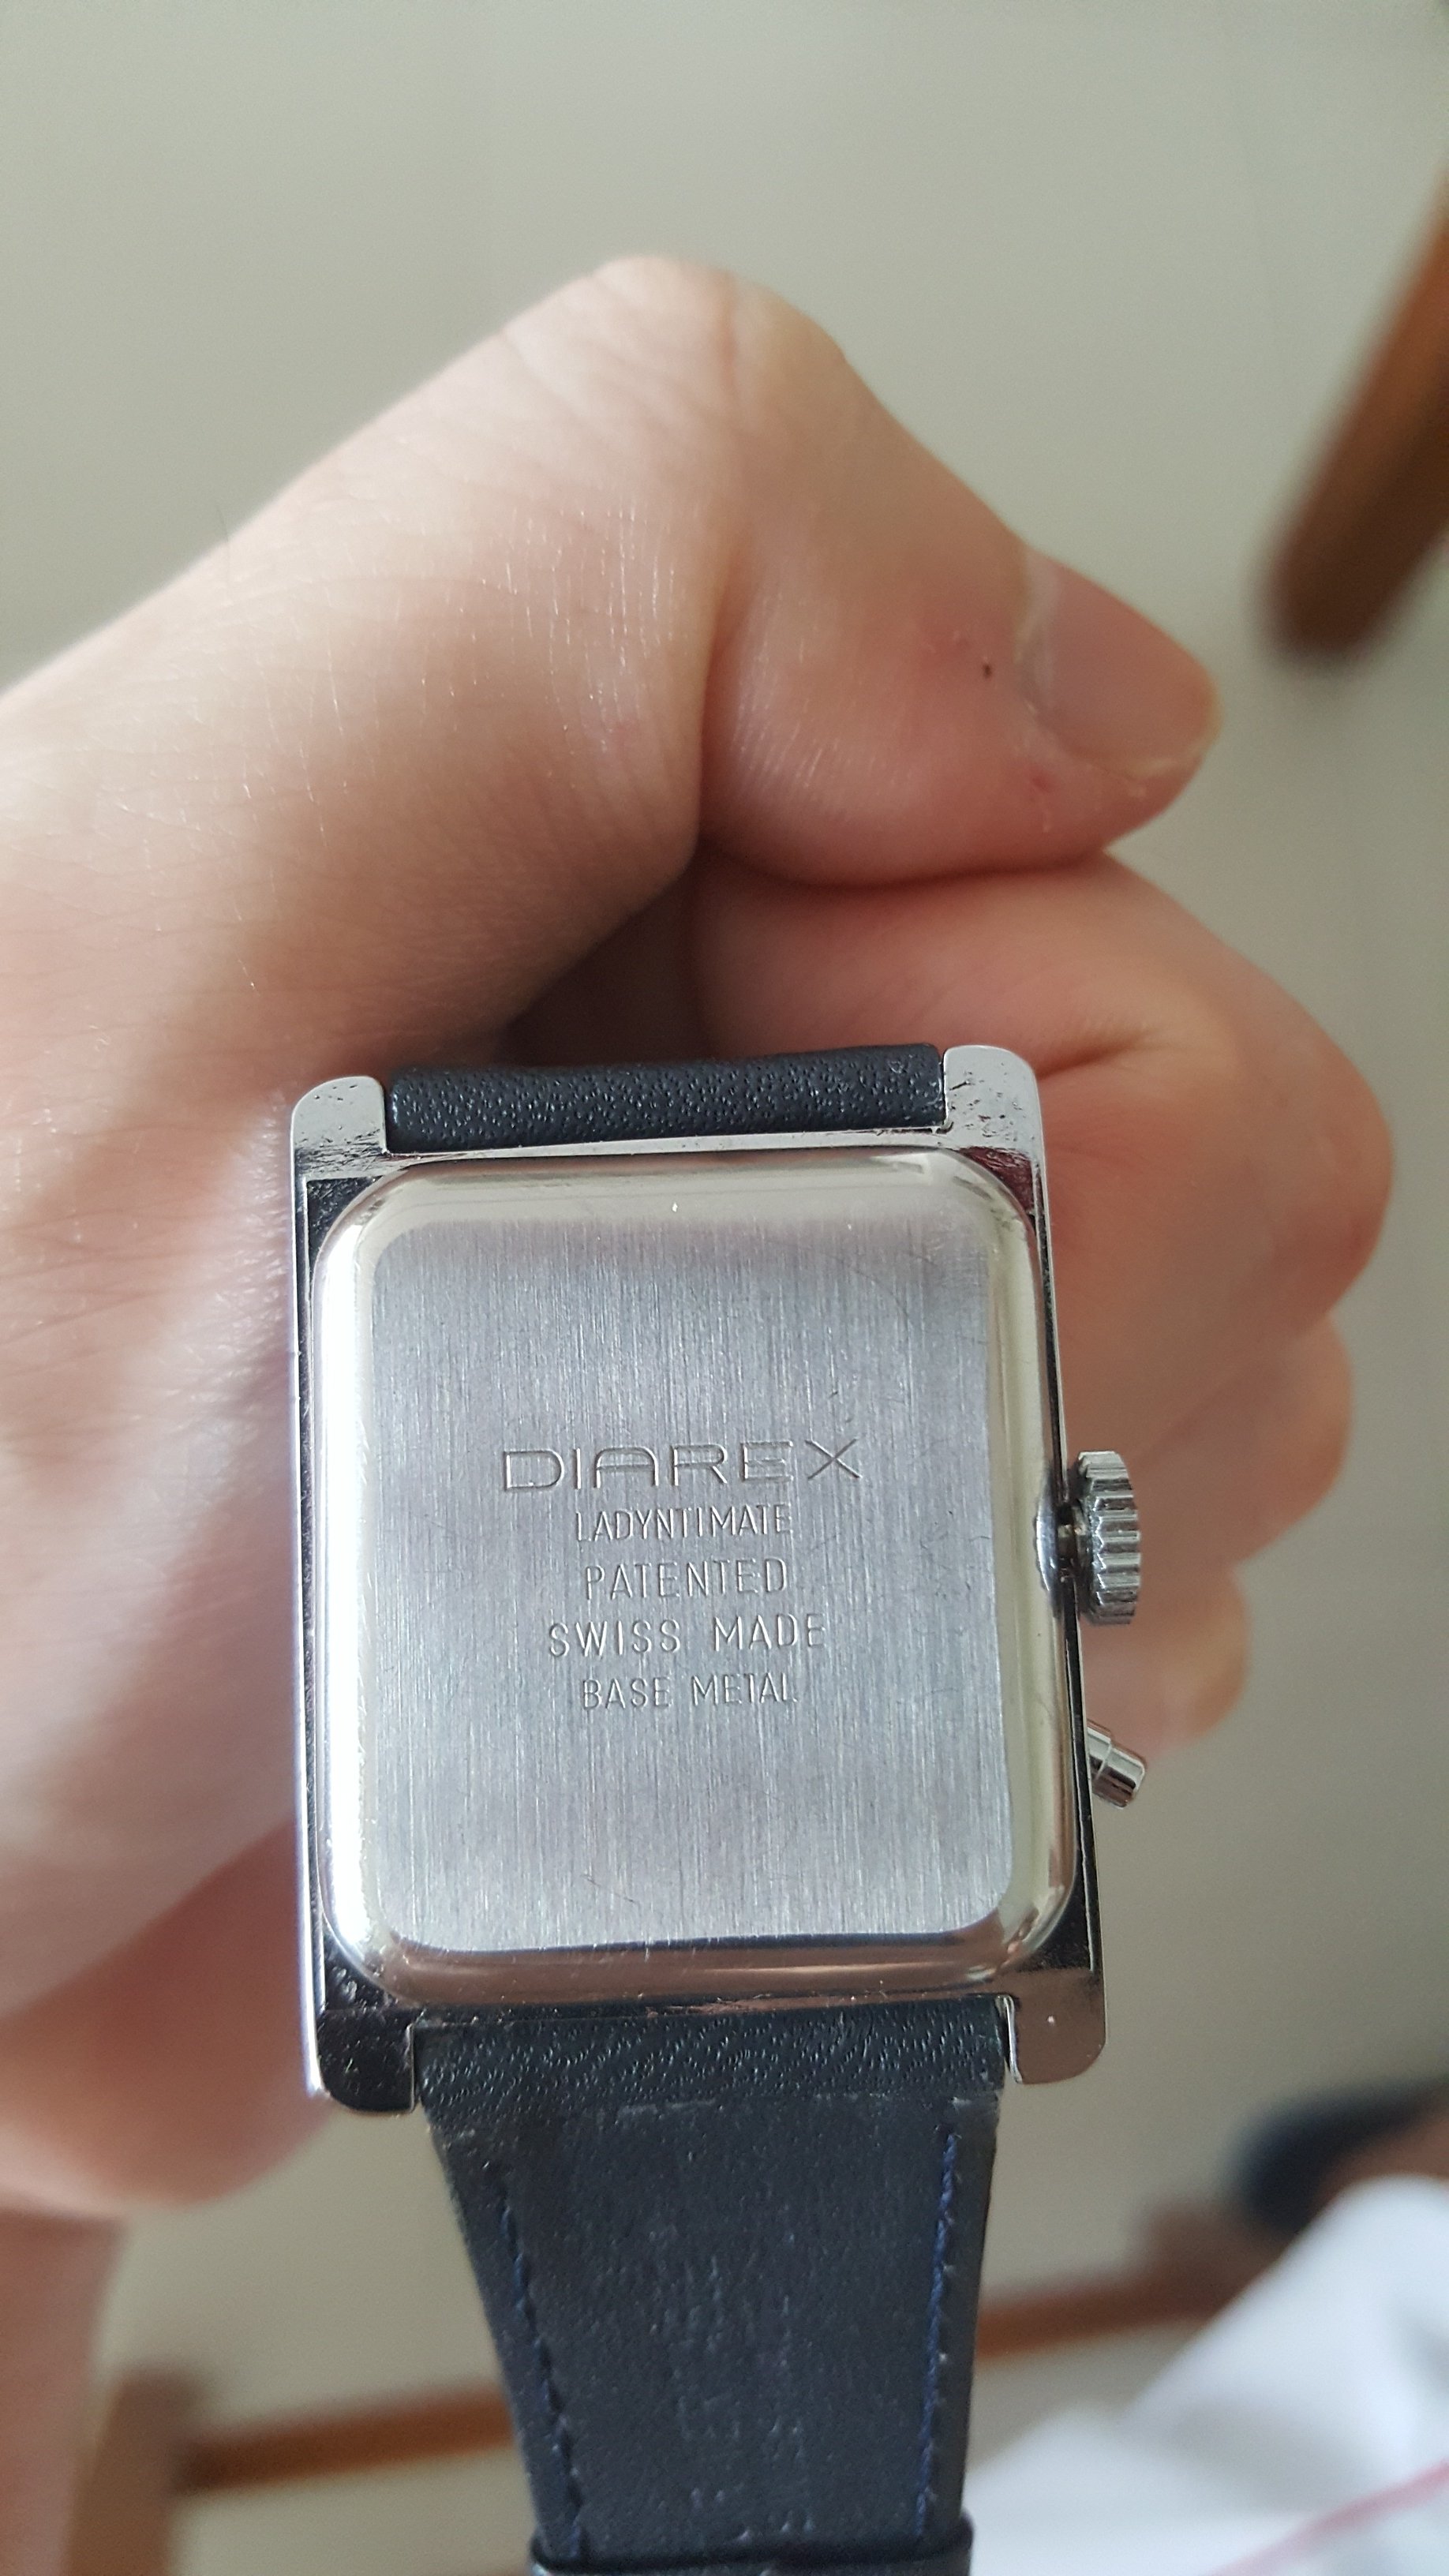 DIAREX
LADYNTIMATE
PATENTED
SWISS MADE
BASE METAL